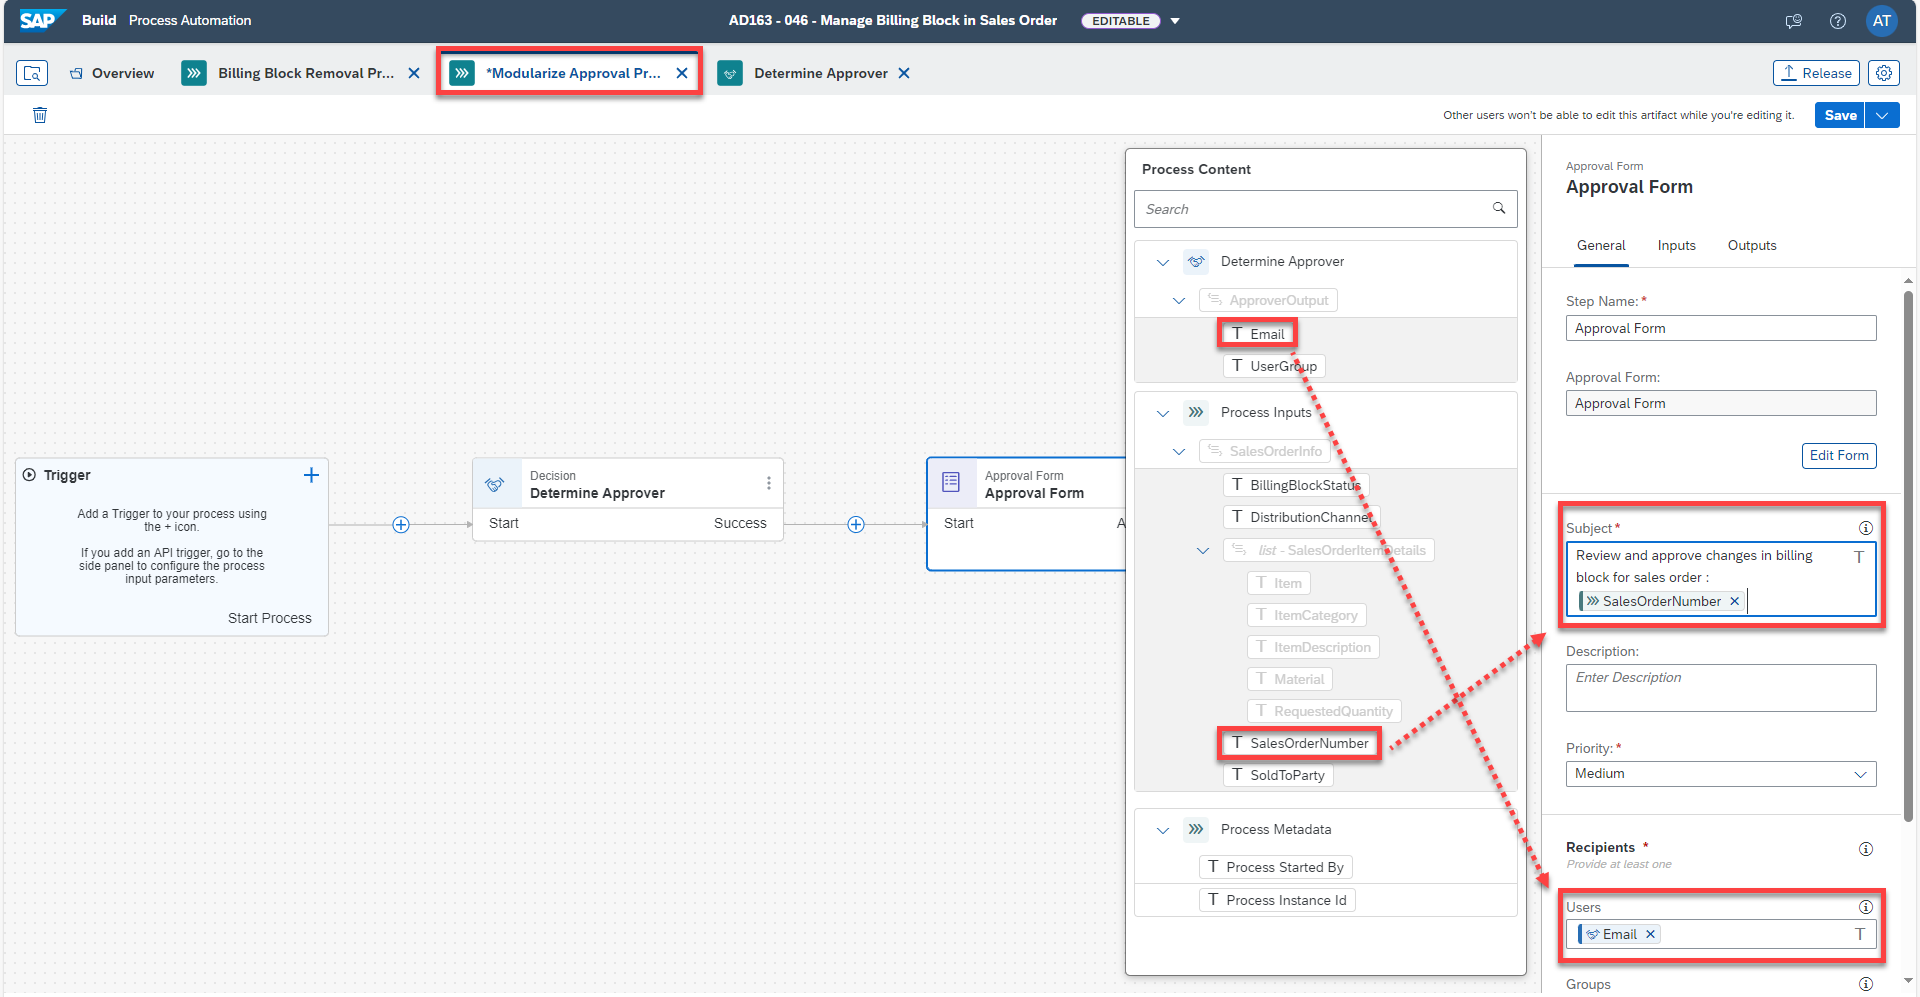 SAP Build Process Automation
AD163 - 046 - Manage Billing Block in Sales Order EDITABLE
AT
Overview
Billing Block Removal Pr...
*Modularize Approval Pr...
Determine Approver
Release
Other users won't be able to edit this artifact while you're editing it.
Save
Trigger
Add a Trigger to your process using
the + icon.
If you add an API trigger, go to the
side panel to configure the process
input parameters.
Start Process
Decision
Determine Approver
Start Success
Approval Form
Approval Form
Start A
Process Content
Search
Determine Approver
ApproverOutput
T Email
T UserGroup
Process Inputs
SalesOrderInfo
T BillingBlockStatus
T DistributionChannel
list - SalesOrderItemDetails
T Item
T ItemCategory
T ItemDescription
T Material
T RequestedQuantity
T SalesOrderNumber
T SoldToParty
Process Metadata
T Process Started By
T Process Instance Id
Approval Form
Approval Form
General Inputs Outputs
Step Name: *
Approval Form
Approval Form:
Approval Form
Edit Form
Subject *
Review and approve changes in billing T
block for sales order :
SalesOrderNumber
Description:
Enter Description
Priority: *
Medium
Recipients *
Provide at least one
Users
Email T
Groups